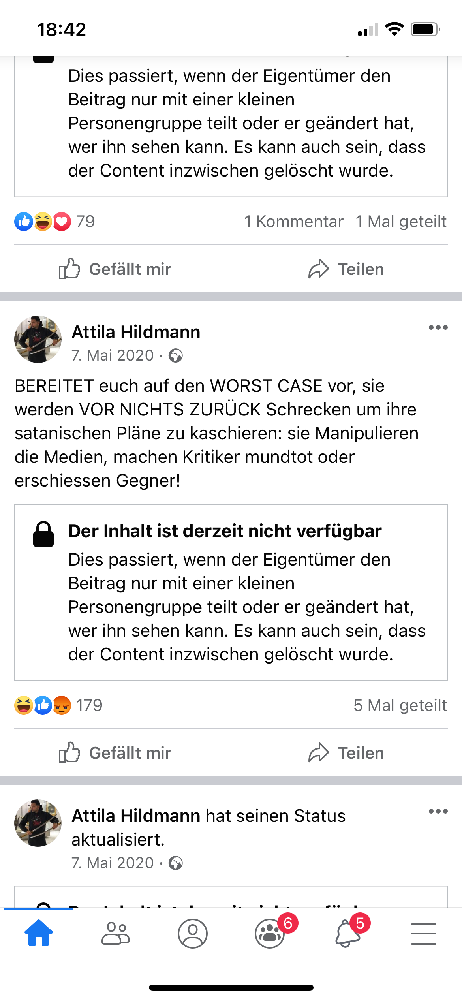 18:42
Dies passiert, wenn der Eigentümer den
Beitrag nur mit einer kleinen
Personengruppe teilt oder er geändert hat,
wer ihn sehen kann. Es kann auch sein, dass
der Content inzwischen gelöscht wurde.
79 1 Kommentar 1 Mal geteilt
Gefällt mir Teilen
Attila Hildmann
7. Mai 2020 ·
BEREITET euch auf den WORST CASE vor, sie
werden VOR NICHTS ZURÜCK Schrecken um ihre
satanischen Pläne zu kaschieren: sie Manipulieren
die Medien, machen Kritiker mundtot oder
erschiessen Gegner!
Der Inhalt ist derzeit nicht verfügbar
Dies passiert, wenn der Eigentümer den
Beitrag nur mit einer kleinen
Personengruppe teilt oder er geändert hat,
wer ihn sehen kann. Es kann auch sein, dass
der Content inzwischen gelöscht wurde.
179 5 Mal geteilt
Gefällt mir Teilen
Attila Hildmann hat seinen Status
aktualisiert.
7. Mai 2020 ·
6 5